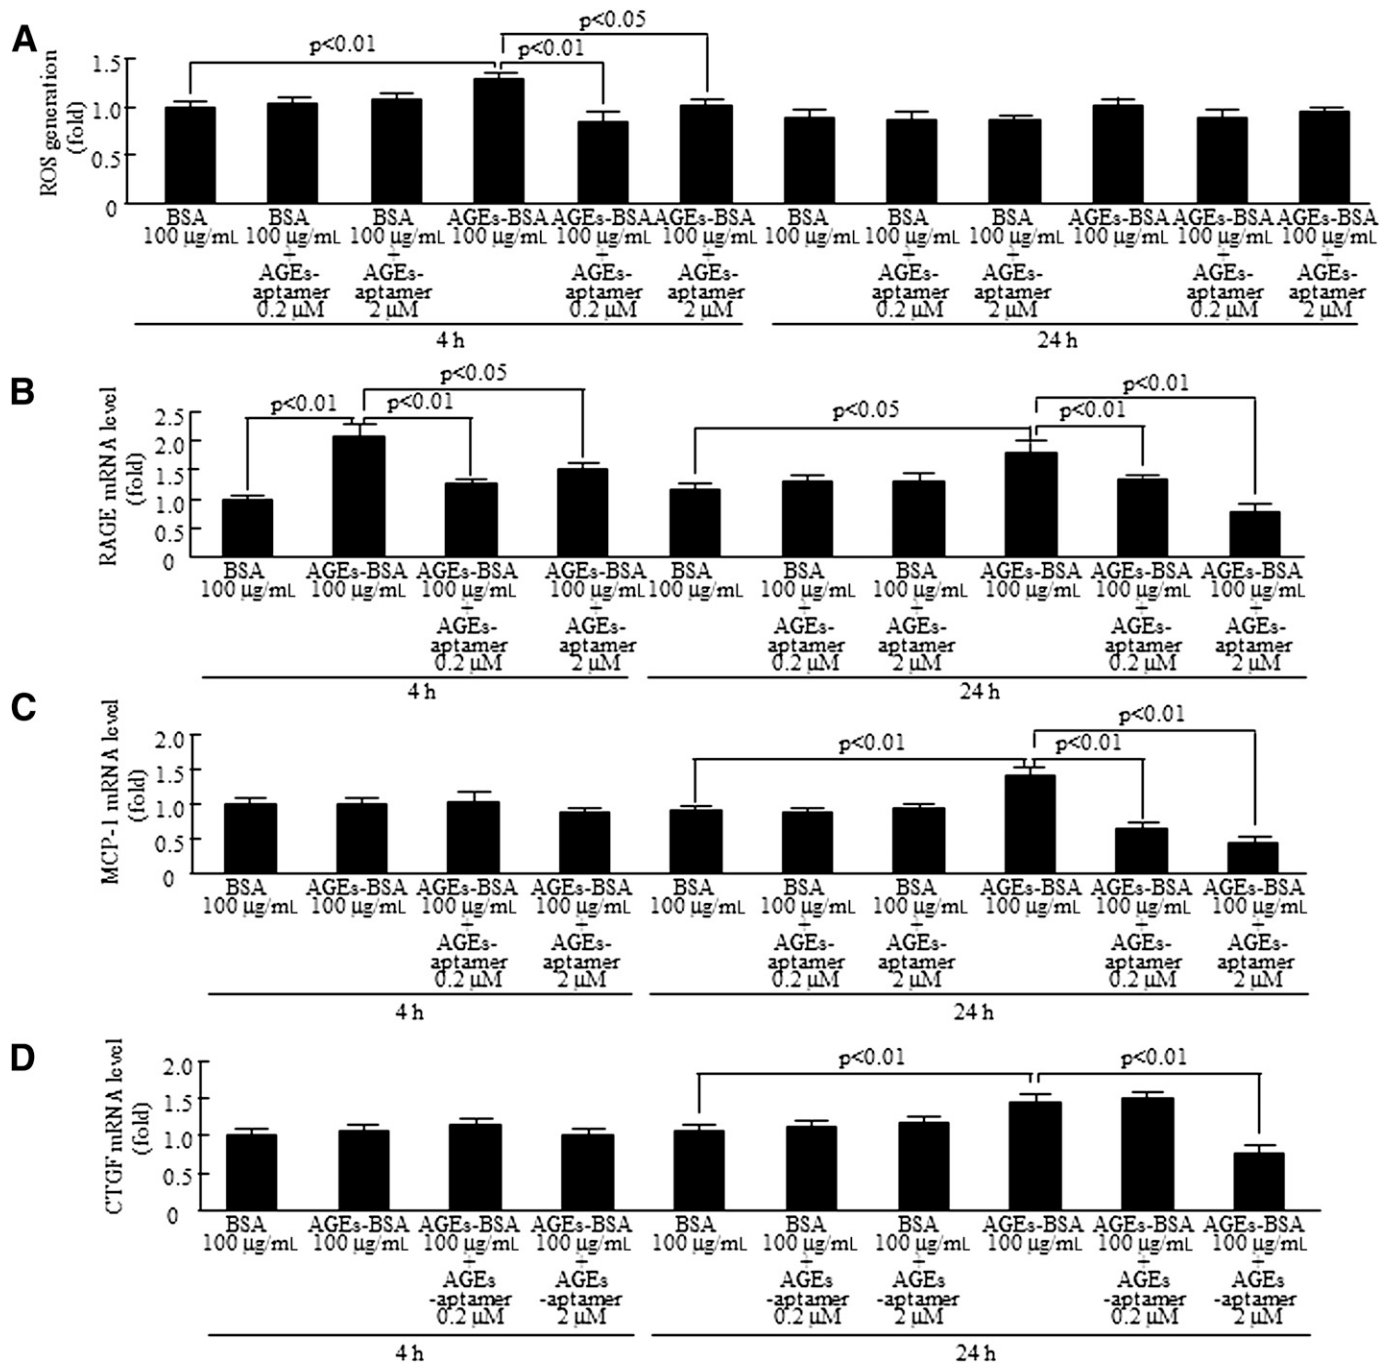 A
p<0.05
p<0.01 p<0.01
ROS generation
(fold)
1.5
1.0
0.5
0
BSA BSA BSA AGEs-BSA AGEs-BSA AGEs-BSA BSA BSA BSA AGEs-BSA AGEs-BSA AGEs-BSA
100 µg/mL 100 µg/mL 100 µg/mL 100 µg/mL 100 µg/mL 100 µg/mL 100 µg/mL 100 µg/mL 100 µg/mL 100 µg/mL 100 µg/mL 100 µg/mL
+ + + + + + + +
AGEs- AGEs- AGEs- AGEs- AGEs- AGEs- AGEs- AGEs-
aptamer aptamer aptamer aptamer aptamer aptamer aptamer aptamer
0.2 µM 2 µM 0.2 µM 2 µM 0.2 µM 2 µM 0.2 µM 2 µM
4 h 24 h
B
p<0.05 p<0.01
p<0.01 p<0.01 p<0.05 p<0.01
RAGE mRNA level
(fold)
2.5
2.0
1.5
1.0
0.5
0
BSA AGEs-BSA AGEs-BSA AGEs-BSA BSA BSA BSA AGEs-BSA AGEs-BSA AGEs-BSA
100 µg/mL 100 µg/mL 100 µg/mL 100 µg/mL 100 µg/mL 100 µg/mL 100 µg/mL 100 µg/mL 100 µg/mL 100 µg/mL
+ + + + + +
AGEs- AGEs- AGEs- AGEs- AGEs- AGEs-
aptamer aptamer aptamer aptamer aptamer aptamer
0.2 µM 2 µM 0.2 µM 2 µM 0.2 µM 2 µM
4 h 24 h
C
p<0.01
p<0.01 p<0.01
MCP-1 mRNA level
(fold)
2.0
1.5
1.0
0.5
0
BSA AGEs-BSA AGEs-BSA AGEs-BSA BSA BSA BSA AGEs-BSA AGEs-BSA AGEs-BSA
100 µg/mL 100 µg/mL 100 µg/mL 100 µg/mL 100 µg/mL 100 µg/mL 100 µg/mL 100 µg/mL 100 µg/mL 100 µg/mL
+ + + + + +
AGEs- AGEs- AGEs- AGEs- AGEs- AGEs-
aptamer aptamer aptamer aptamer aptamer aptamer
0.2 µM 2 µM 0.2 µM 2 µM 0.2 µM 2 µM
4 h 24 h
D
p<0.01 p<0.01
CTGF mRNA level
(fold)
2.0
1.5
1.0
0.5
0
BSA AGEs-BSA AGEs-BSA AGEs-BSA BSA BSA BSA AGEs-BSA AGEs-BSA AGEs-BSA
100 µg/mL 100 µg/mL 100 µg/mL 100 µg/mL 100 µg/mL 100 µg/mL 100 µg/mL 100 µg/mL 100 µg/mL 100 µg/mL
+ + + + + +
AGEs AGEs AGEs AGEs AGEs AGEs
-aptamer -aptamer -aptamer -aptamer -aptamer -aptamer
0.2 µM 2 µM 0.2 µM 2 µM 0.2 µM 2 µM
4 h 24 h